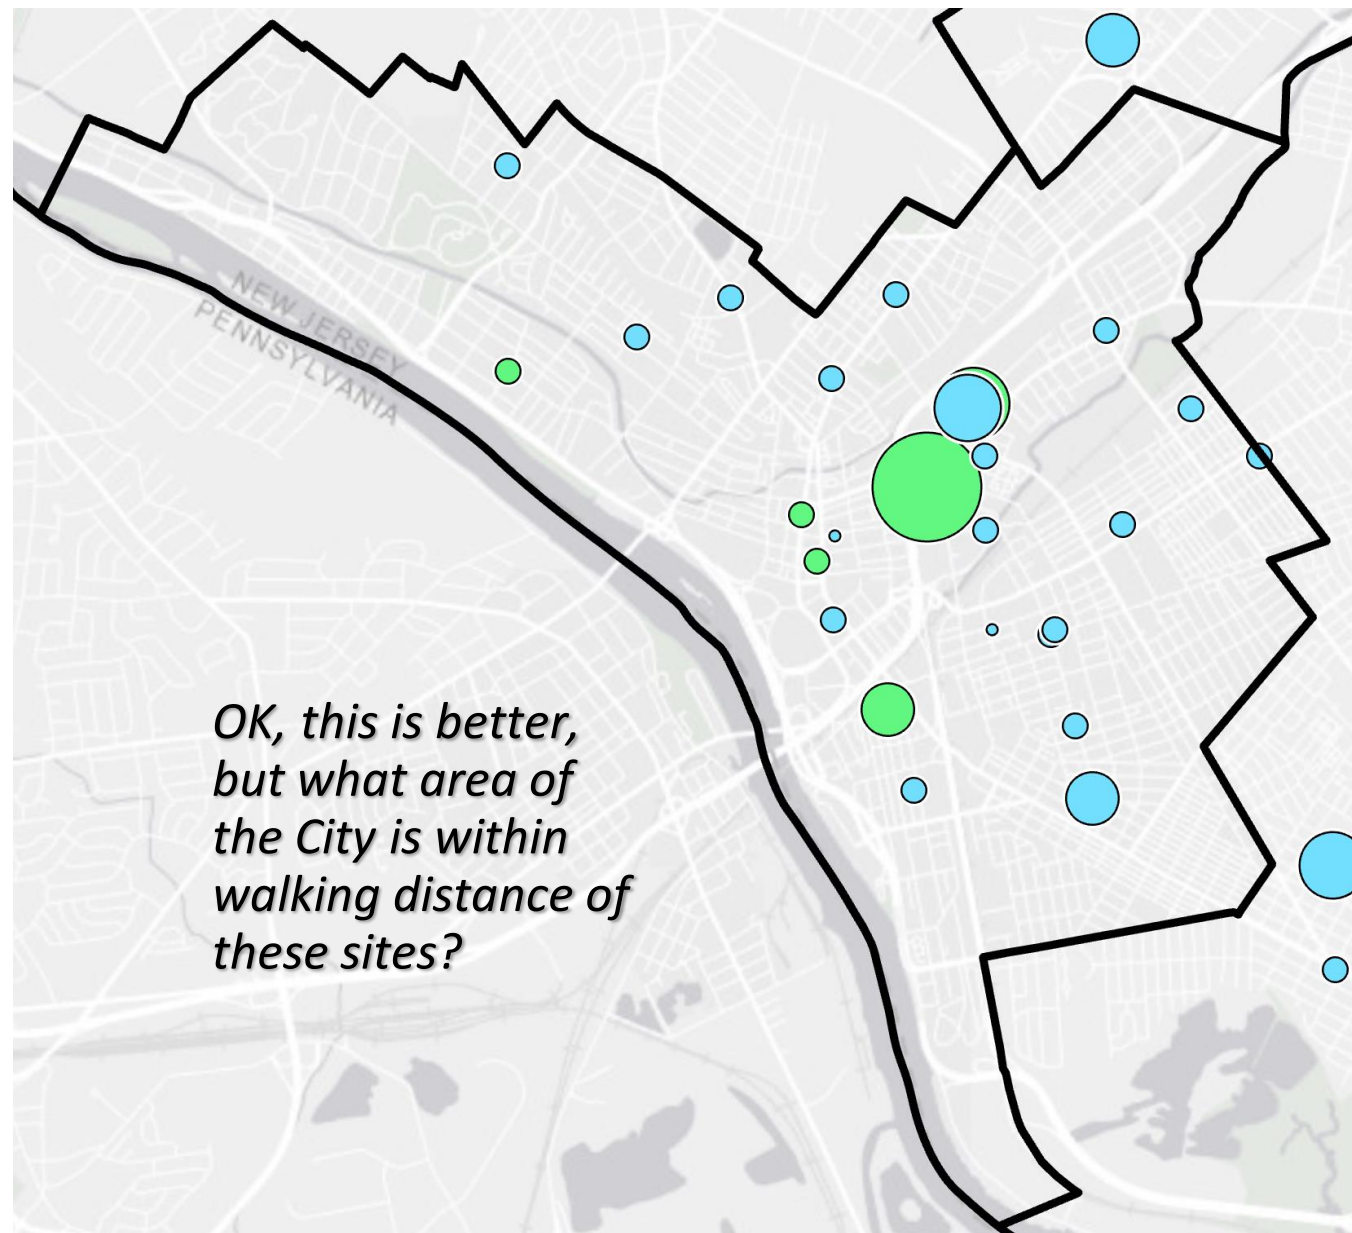 NEW JERSEY
PENNSYLVANIA
OK, this is better,
but what area of
the City is within
walking distance of
these sites?